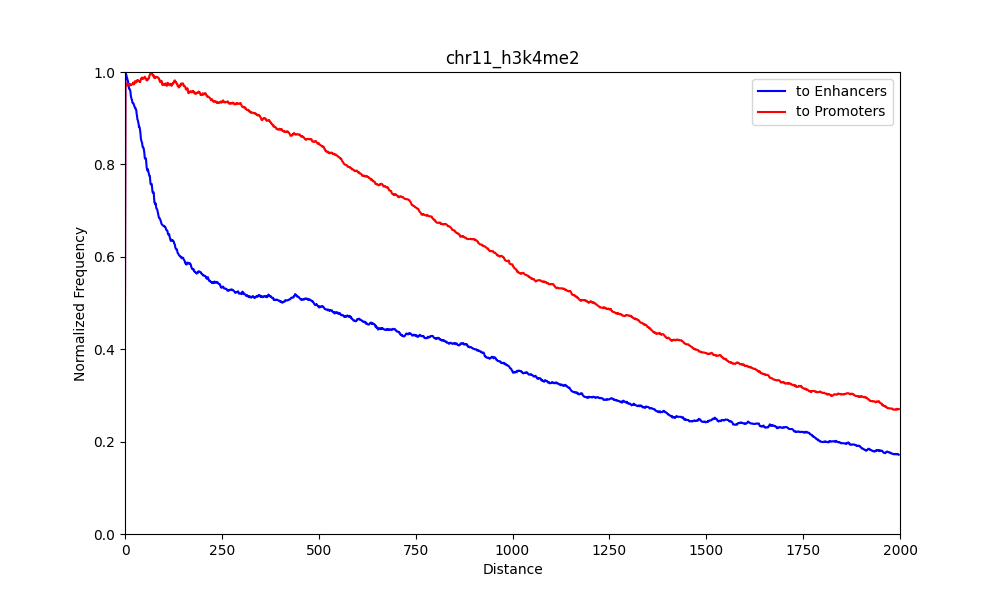 chr11_h3k4me2
1.0
0.8
0.6
0.4
0.2
0.0
Normalized Frequency
to Enhancers
to Promoters
0 250 500 750 1000 1250 1500 1750 2000
Distance